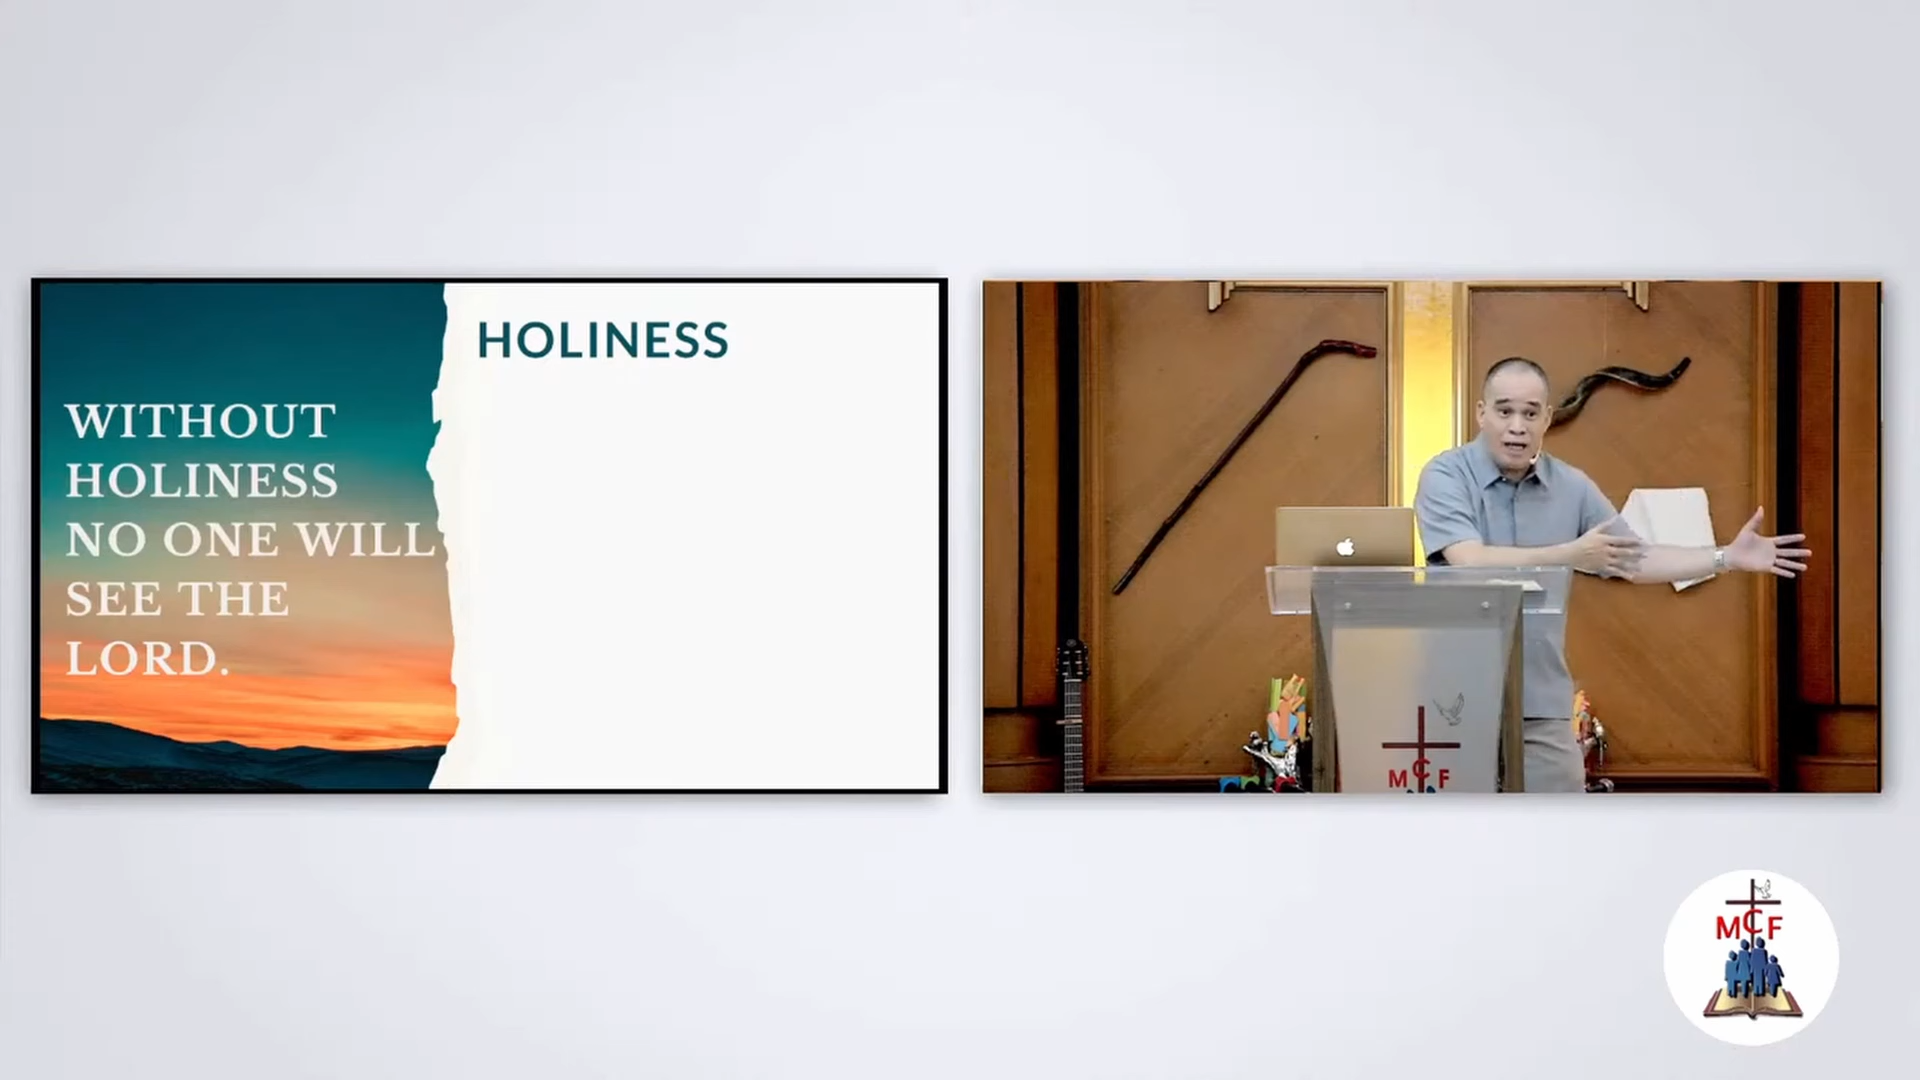 WITHOUT
HOLINESS
NO ONE WILL
SEE THE
LORD.
HOLINESS
MCF
MCF